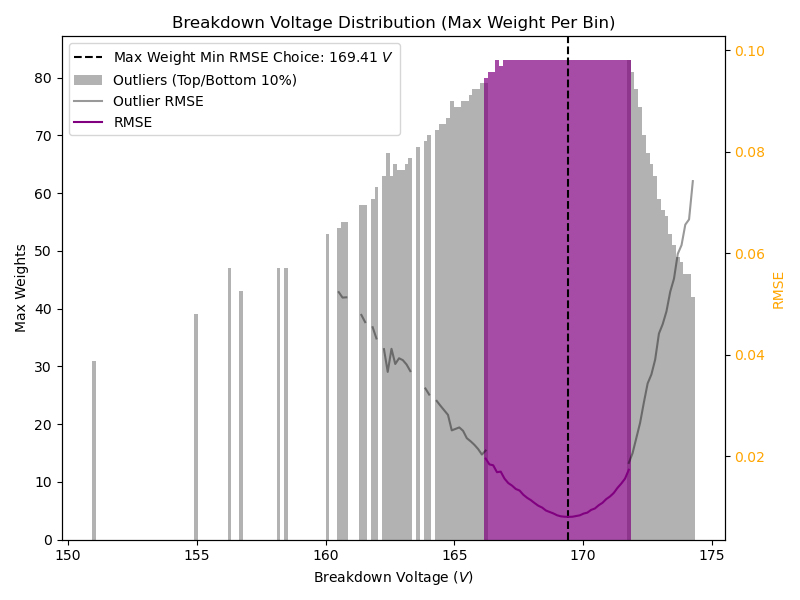 Breakdown Voltage Distribution (Max Weight Per Bin)
Max Weight Min RMSE Choice: 169.41 V
Outliers (Top/Bottom 10%)
Outlier RMSE
RMSE
Max Weights
80
70
60
50
40
30
20
10
0
150
155
160
165
170
175
Breakdown Voltage (V)
0.10
0.08
0.06
0.04
0.02
RMSE